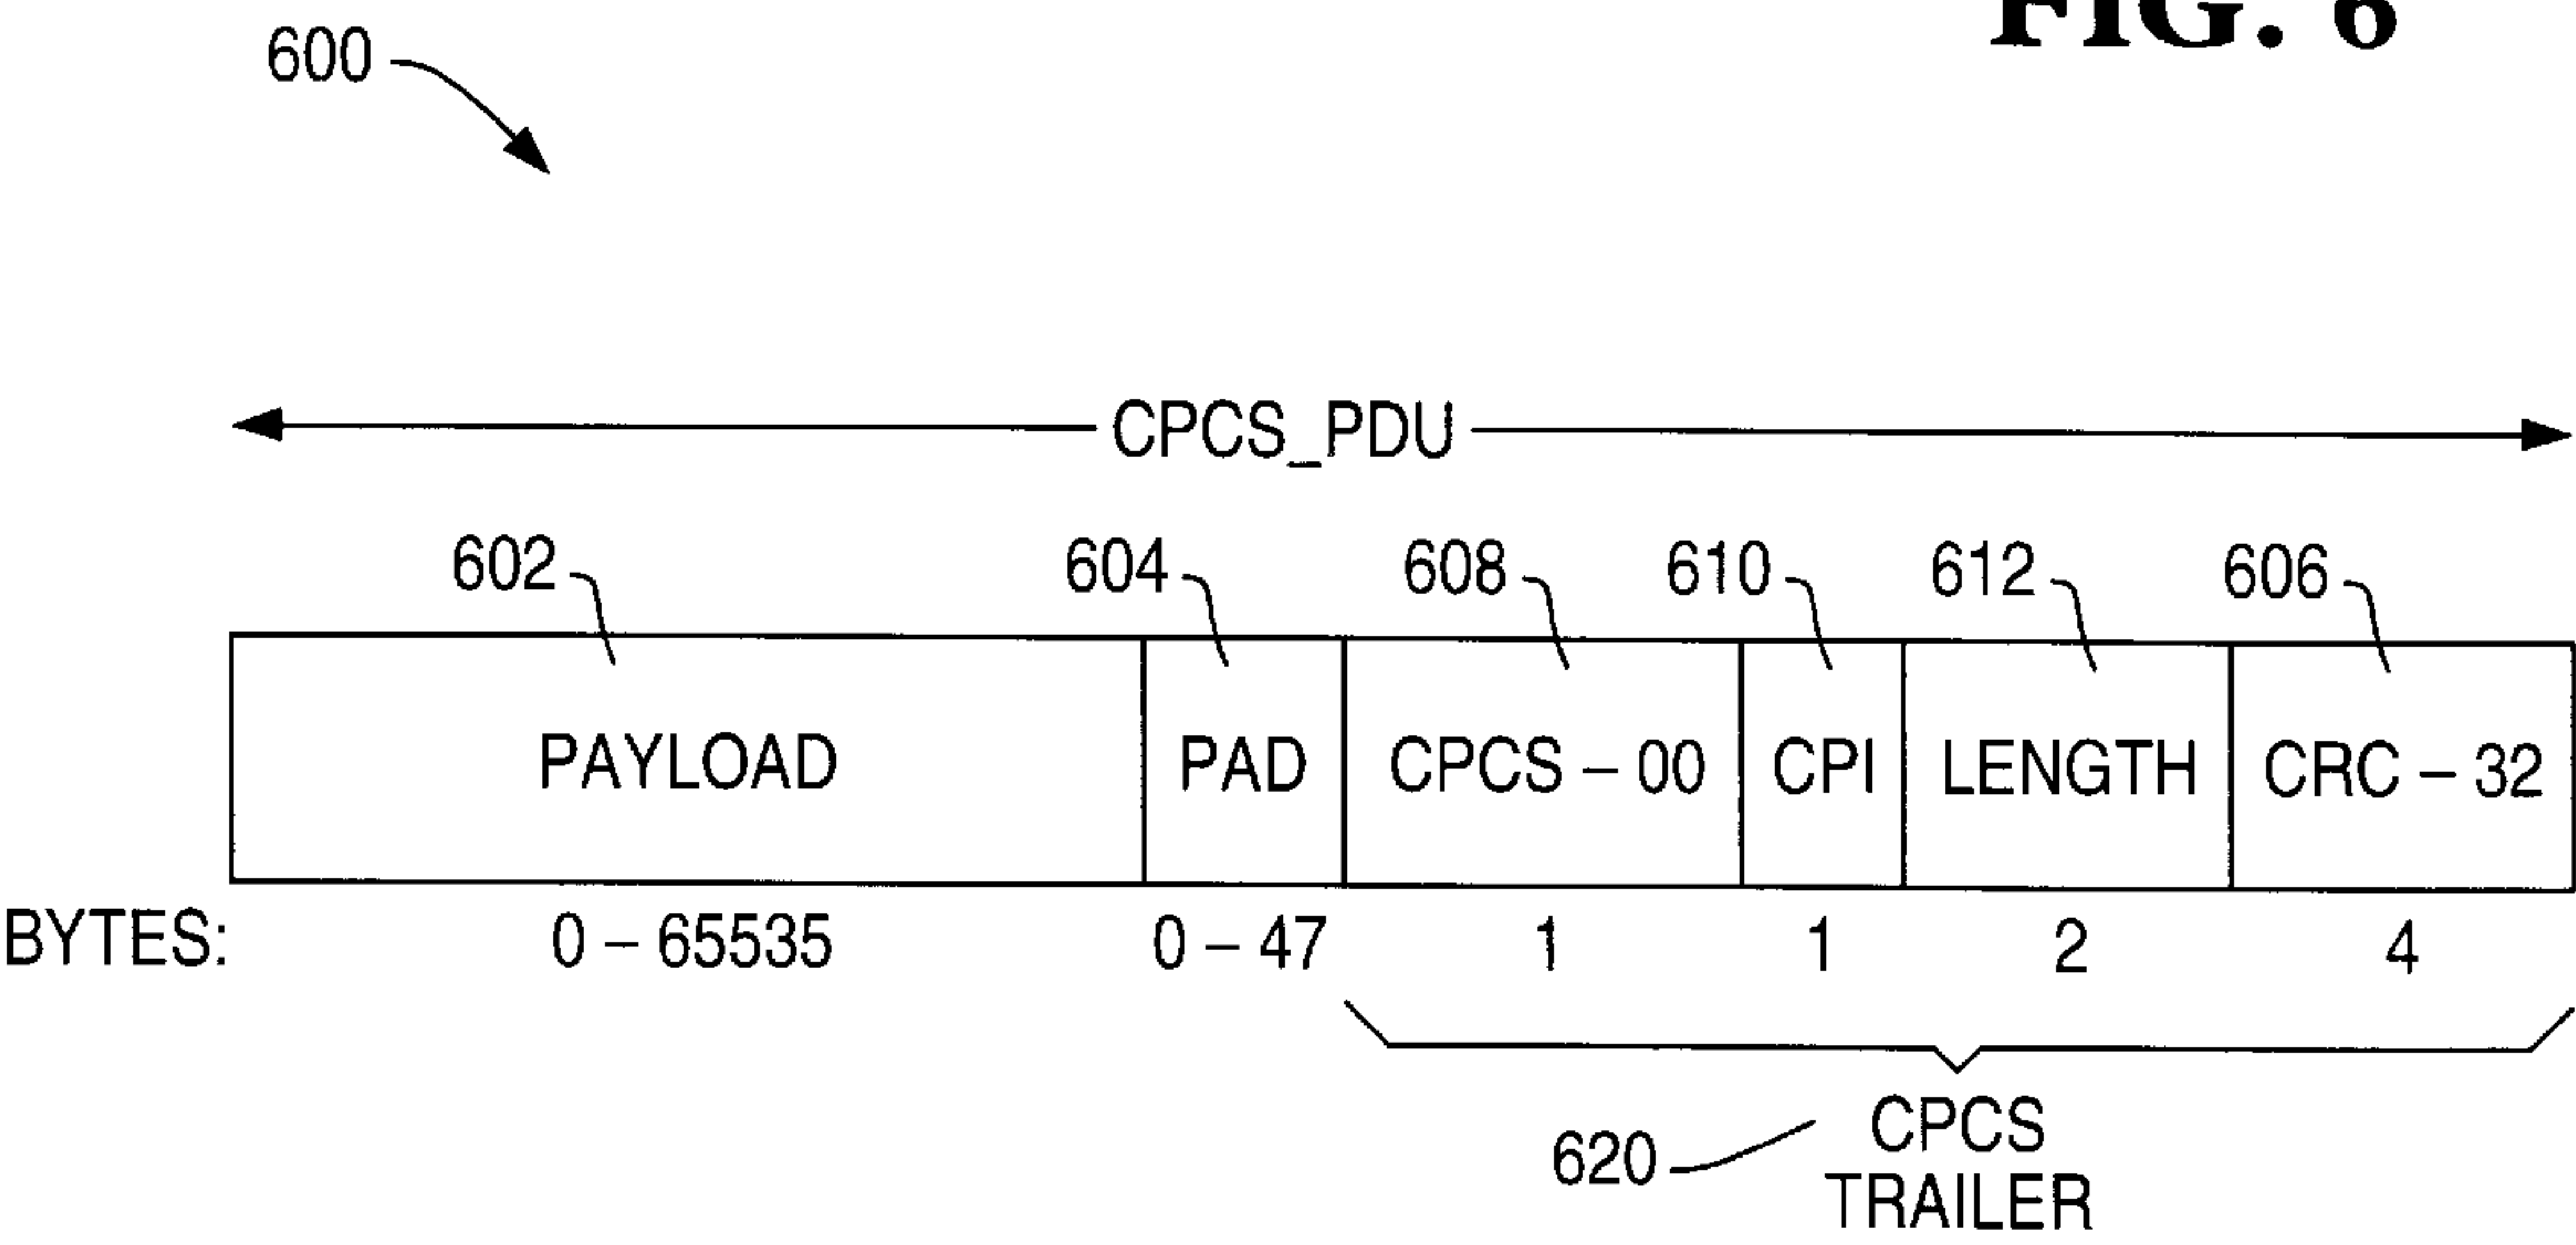 FIG. 6
600
CPCS_PDU
602 604 608 610 612 606
PAYLOAD PAD CPCS – 00 CPI LENGTH CRC – 32
BYTES: 0 – 65535 0 – 47 1 1 2 4
620 CPCS
TRAILER